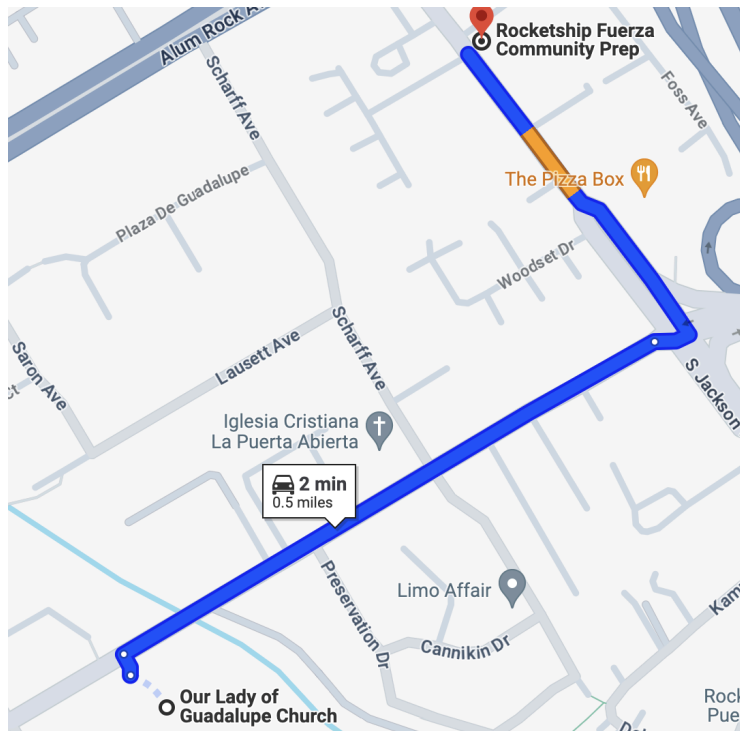 Rocketship Fuerza
Community Prep
Alum Rock A
Scharff Ave
Foss Ave
The Pizza Box
Plaza De Guadalupe
Woodset Dr
Scharff Ave
Lausett Ave
Saron Ave
ct
S Jackson
Iglesia Cristiana
La Puerta Abierta
2 min
0.5 miles
Preservation Dr
Limo Affair
Cannikin Dr
Kami
Our Lady of
Guadalupe Church
Rock
Pue